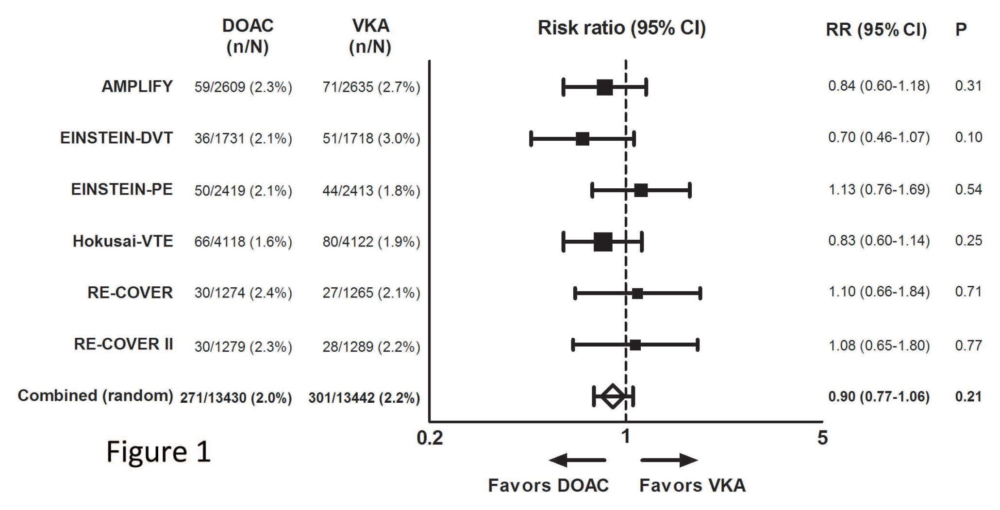 DOAC VKA Risk ratio (95% CI) RR (95% CI) P
(n/N) (n/N)
AMPLIFY 59/2609 (2.3%) 71/2635 (2.7%) 0.84 (0.60-1.18) 0.31
EINSTEIN-DVT 36/1731 (2.1%) 51/1718 (3.0%) 0.70 (0.46-1.07) 0.10
EINSTEIN-PE 50/2419 (2.1%) 44/2413 (1.8%) 1.13 (0.76-1.69) 0.54
Hokusai-VTE 66/4118 (1.6%) 80/4122 (1.9%) 0.83 (0.60-1.14) 0.25
RE-COVER 30/1274 (2.4%) 27/1265 (2.1%) 1.10 (0.66-1.84) 0.71
RE-COVER II 30/1279 (2.3%) 28/1289 (2.2%) 1.08 (0.65-1.80) 0.77
Combined (random) 271/13430 (2.0%) 301/13442 (2.2%) 0.90 (0.77-1.06) 0.21
0.2 1 5
Figure 1
Favors DOAC Favors VKA